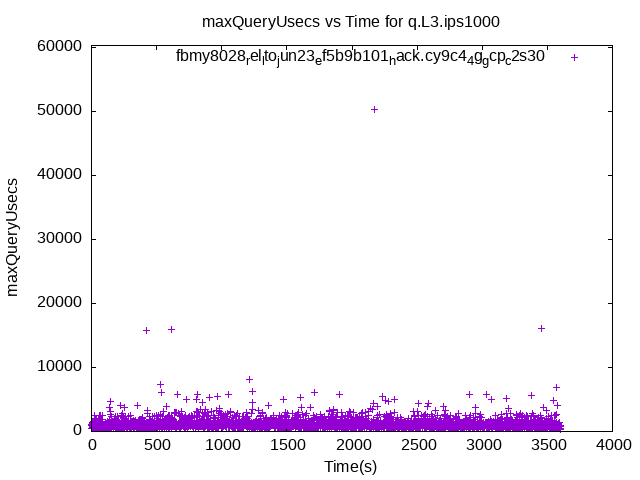 maxQueryUsecs vs Time for q.L3.ips1000
fbmy8028relltojun23ef5b9b101hack.cy9c44ggcpc2s30
60000
50000
40000
30000
20000
10000
0
maxQueryUsecs
0 500 1000 1500 2000 2500 3000 3500 4000
Time(s)